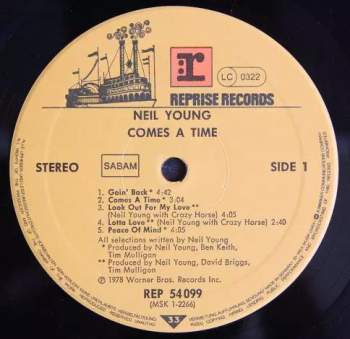 r
LC 0322
REPRISE RECORDS
NEIL YOUNG
COMES A TIME
STEREO
SABAM
SIDE 1
1. Goin' Back * 4:42
2. Comes A Time * 3:04
3. Look Out For My Love **
(Neil Young with Crazy Horse) 4:05
4. Lotta Love ** (Neil Young with Crazy Horse) 2:40
5. Peace Of Mind * 4:05
All selections written by Neil Young
* Produced by Neil Young, Ben Keith,
Tim Mulligan
** Produced by Neil Young, David Briggs,
Tim Mulligan
℗ 1978 Warner Bros. Records Inc.
REP 54 099
(MSK 1-2266)
33